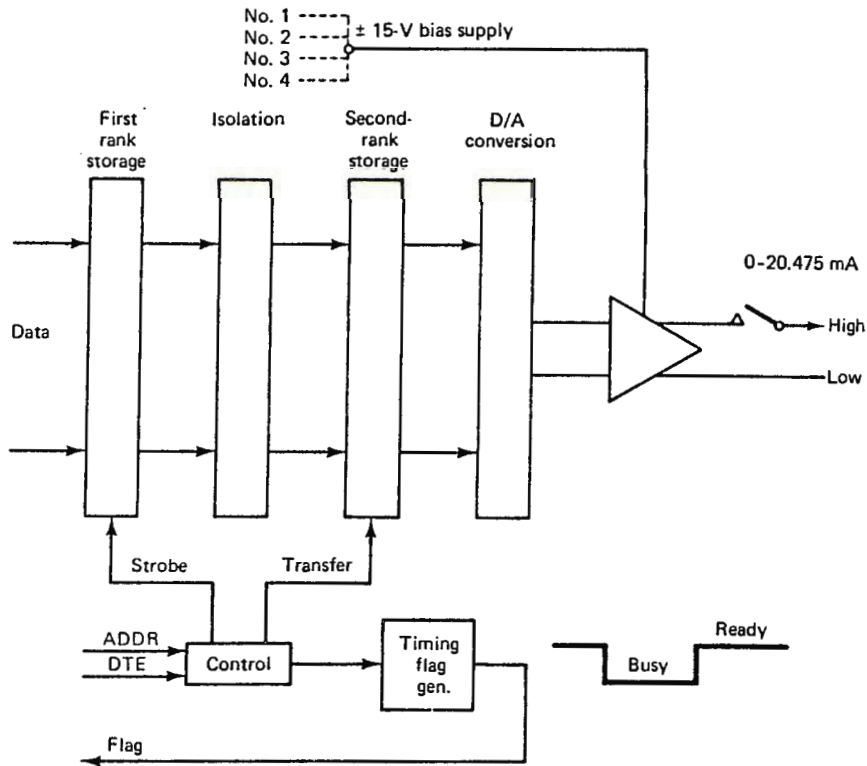 No. 1
No. 2
No. 3
No. 4
± 15-V bias supply
First
rank
storage
Isolation
Second-
rank
storage
D/A
conversion
0-20.475 mA
Data
High
Low
Strobe
Transfer
ADDR
DTE
Control
Timing
flag
gen.
Ready
Busy
Flag